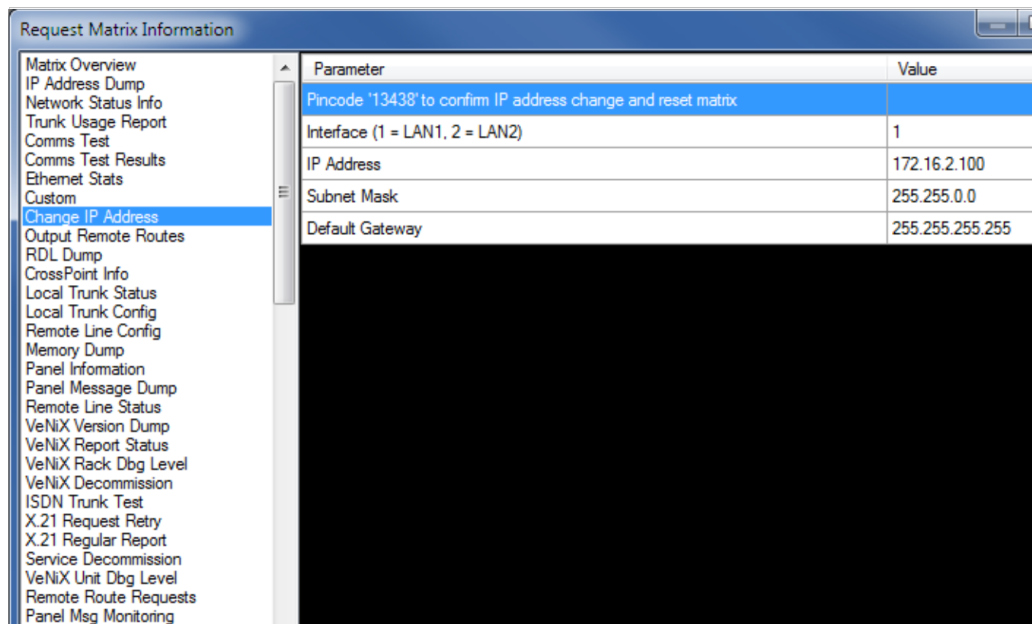 Request Matrix Information
Matrix Overview
IP Address Dump
Network Status Info
Trunk Usage Report
Comms Test
Comms Test Results
Ethernet Stats
Custom
Change IP Address
Output Remote Routes
RDL Dump
CrossPoint Info
Local Trunk Status
Local Trunk Config
Remote Line Config
Memory Dump
Panel Information
Panel Message Dump
Remote Line Status
VeNiX Version Dump
VeNiX Report Status
VeNiX Rack Dbg Level
VeNiX Decommission
ISDN Trunk Test
X.21 Request Retry
X.21 Regular Report
Service Decommission
VeNiX Unit Dbg Level
Remote Route Requests
Panel Msg Monitoring
Parameter Value
Pincode '13438' to confirm IP address change and reset matrix
Interface (1 = LAN1, 2 = LAN2) 1
IP Address 172.16.2.100
Subnet Mask 255.255.0.0
Default Gateway 255.255.255.255